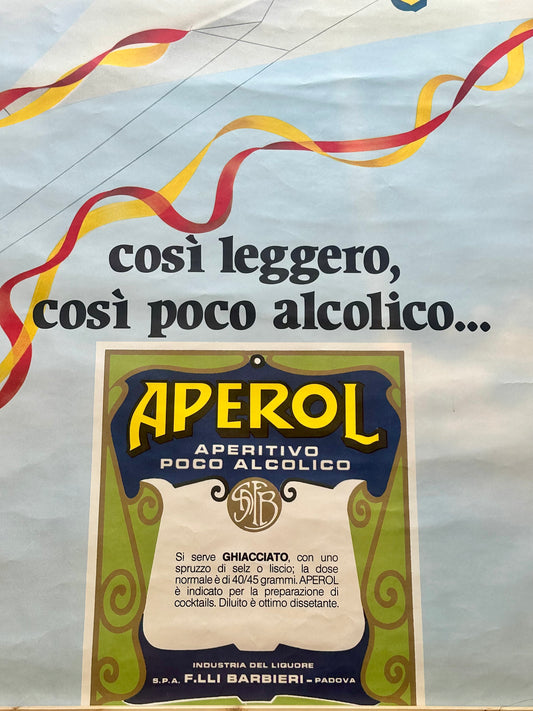 così leggero,
così poco alcolico...
APEROL
APERITIVO
POCO ALCOLICO
SFB
Si serve GHIACCIATO, con uno
spruzzo di selz o liscio; la dose
normale è di 40/45 grammi. APEROL
è indicato per la preparazione di
cocktails. Diluito è ottimo dissetante.
INDUSTRIA DEL LIQUORE
S.P.A. F.LLI BARBIERI - PADOVA